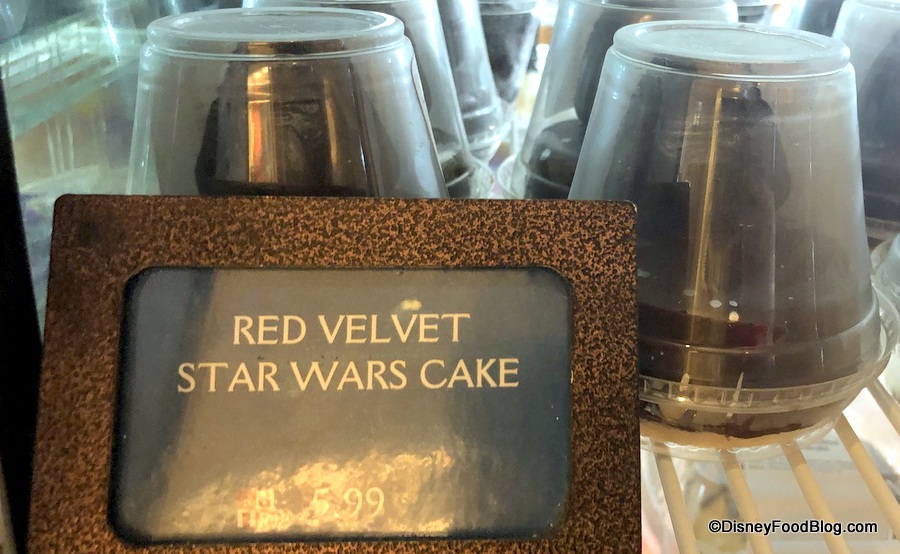 RED VELVET
STAR WARS CAKE
5.99
©DisneyFoodBlog.com